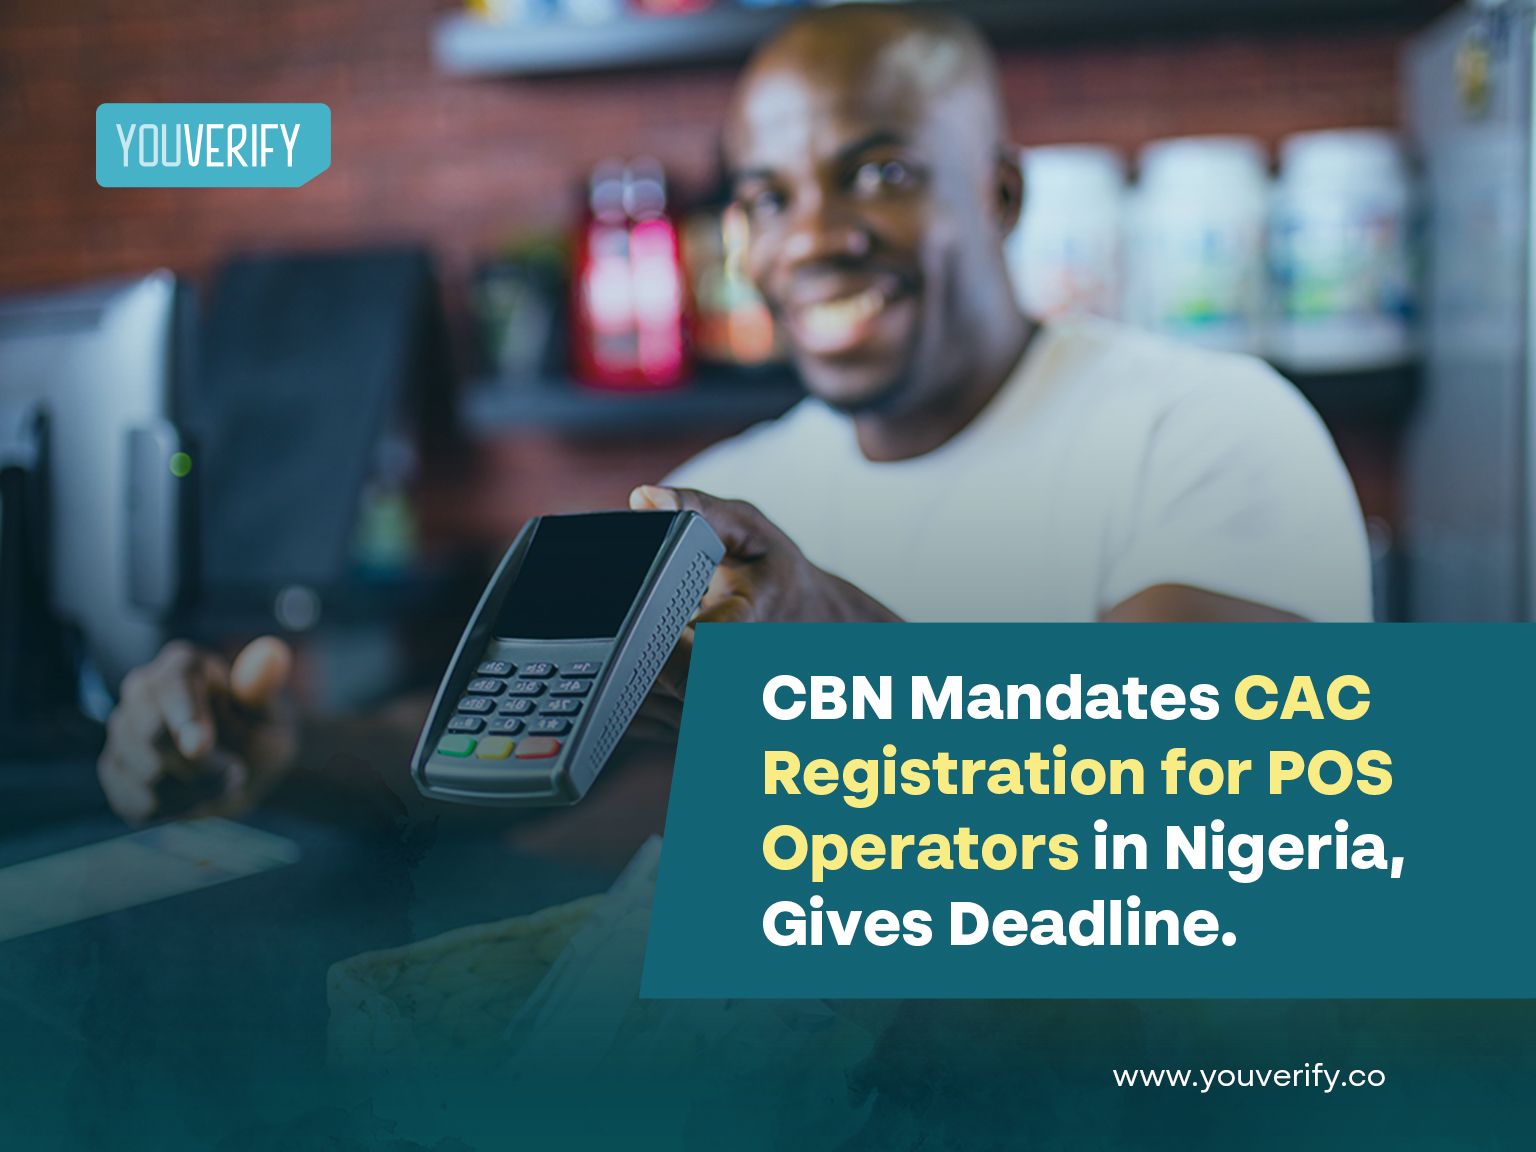 YOUVERIFY
CBN Mandates CAC
Registration for POS
Operators in Nigeria,
Gives Deadline.
www.youverify.co